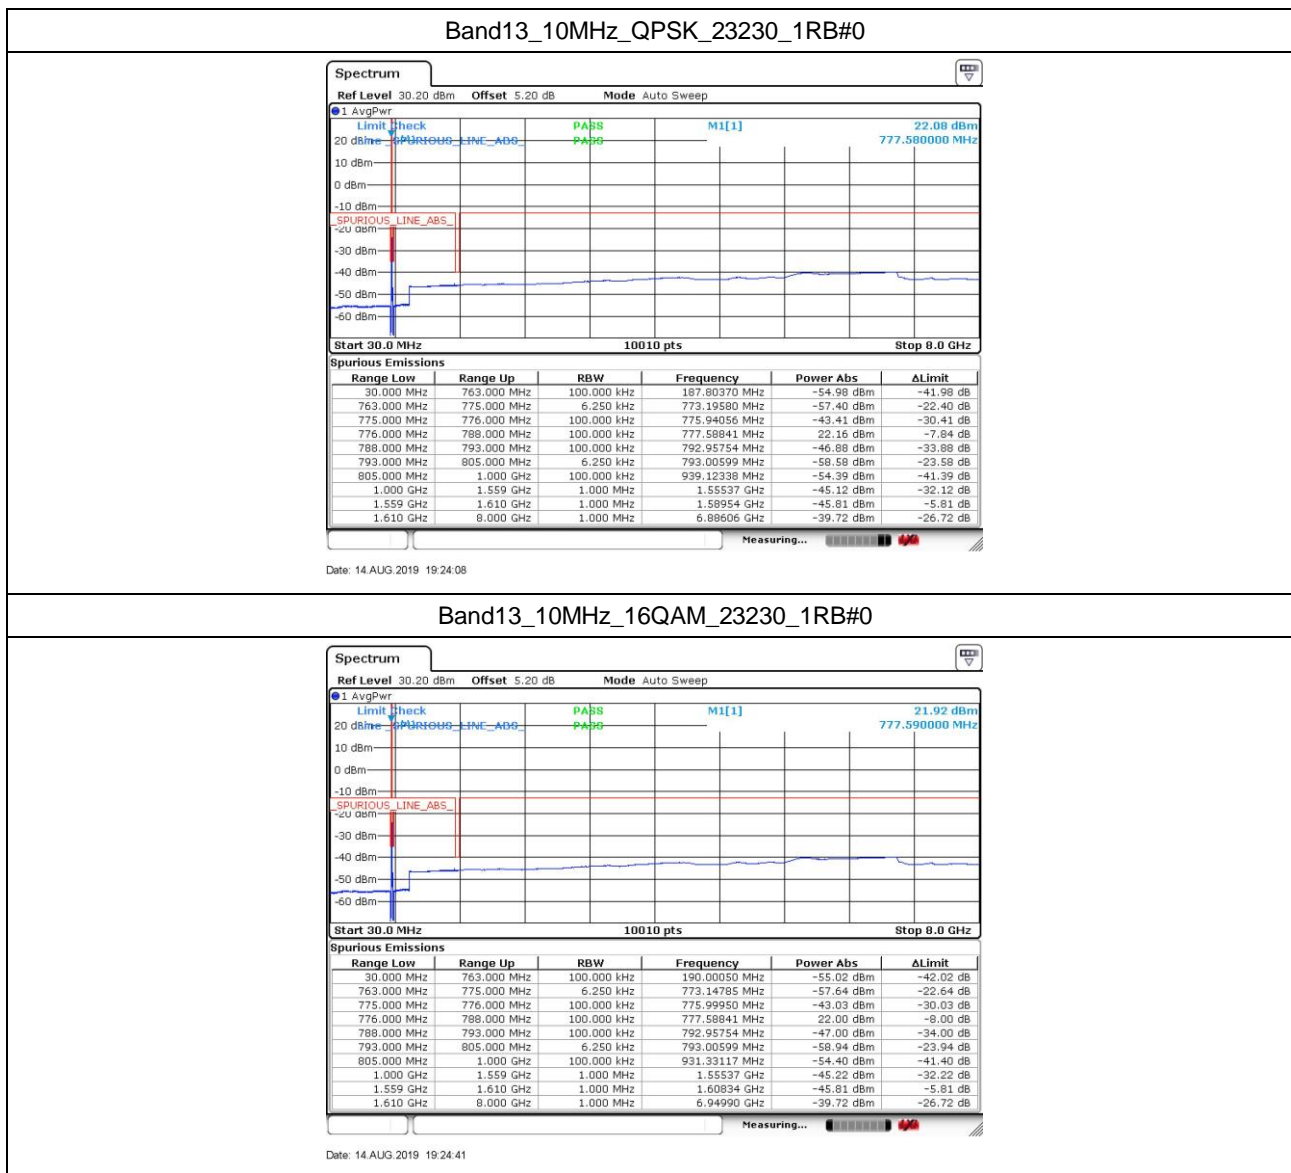 Band13_10MHz_QPSK_23230_1RB#0
Spectrum
Ref Level 30.20 dBm Offset 5.20 dB Mode Auto Sweep
1 AvgPwr
Limit Check PASS M1[1] 22.08 dBm
Line _SPURIOUS_LINE_ABS_ PASS 777.580000 MHz
10 dBm
0 dBm
-10 dBm
_SPURIOUS_LINE_ABS_
-20 dBm
-30 dBm
-40 dBm
-50 dBm
-60 dBm
Start 30.0 MHz 10010 pts Stop 8.0 GHz
Spurious Emissions
Range Low Range Up RBW Frequency Power Abs ΔLimit
30.000 MHz 763.000 MHz 100.000 kHz 187.80370 MHz -54.98 dBm -41.98 dB
763.000 MHz 775.000 MHz 6.250 kHz 773.19580 MHz -57.40 dBm -22.40 dB
775.000 MHz 776.000 MHz 100.000 kHz 775.94056 MHz -43.41 dBm -30.41 dB
776.000 MHz 788.000 MHz 100.000 kHz 777.58841 MHz 22.16 dBm -7.84 dB
788.000 MHz 793.000 MHz 100.000 kHz 792.95754 MHz -46.88 dBm -33.88 dB
793.000 MHz 805.000 MHz 6.250 kHz 793.00599 MHz -58.58 dBm -23.58 dB
805.000 MHz 1.000 GHz 100.000 kHz 939.12338 MHz -54.39 dBm -41.39 dB
1.000 GHz 1.559 GHz 1.000 MHz 1.55537 GHz -45.12 dBm -32.12 dB
1.559 GHz 1.610 GHz 1.000 MHz 1.58954 GHz -45.81 dBm -5.81 dB
1.610 GHz 8.000 GHz 1.000 MHz 6.88606 GHz -39.72 dBm -26.72 dB
Measuring...
Date: 14.AUG.2019 19:24:08
Band13_10MHz_16QAM_23230_1RB#0
Spectrum
Ref Level 30.20 dBm Offset 5.20 dB Mode Auto Sweep
1 AvgPwr
Limit Check PASS M1[1] 21.92 dBm
Line _SPURIOUS_LINE_ABS_ PASS 777.590000 MHz
10 dBm
0 dBm
-10 dBm
_SPURIOUS_LINE_ABS_
-20 dBm
-30 dBm
-40 dBm
-50 dBm
-60 dBm
Start 30.0 MHz 10010 pts Stop 8.0 GHz
Spurious Emissions
Range Low Range Up RBW Frequency Power Abs ΔLimit
30.000 MHz 763.000 MHz 100.000 kHz 190.00050 MHz -55.02 dBm -42.02 dB
763.000 MHz 775.000 MHz 6.250 kHz 773.14785 MHz -57.64 dBm -22.64 dB
775.000 MHz 776.000 MHz 100.000 kHz 775.99950 MHz -43.03 dBm -30.03 dB
776.000 MHz 788.000 MHz 100.000 kHz 777.58841 MHz 22.00 dBm -8.00 dB
788.000 MHz 793.000 MHz 100.000 kHz 792.95754 MHz -47.00 dBm -34.00 dB
793.000 MHz 805.000 MHz 6.250 kHz 793.00599 MHz -58.94 dBm -23.94 dB
805.000 MHz 1.000 GHz 100.000 kHz 931.33117 MHz -54.40 dBm -41.40 dB
1.000 GHz 1.559 GHz 1.000 MHz 1.55537 GHz -45.22 dBm -32.22 dB
1.559 GHz 1.610 GHz 1.000 MHz 1.60834 GHz -45.81 dBm -5.81 dB
1.610 GHz 8.000 GHz 1.000 MHz 6.94990 GHz -39.72 dBm -26.72 dB
Measuring...
Date: 14.AUG.2019 19:24:41